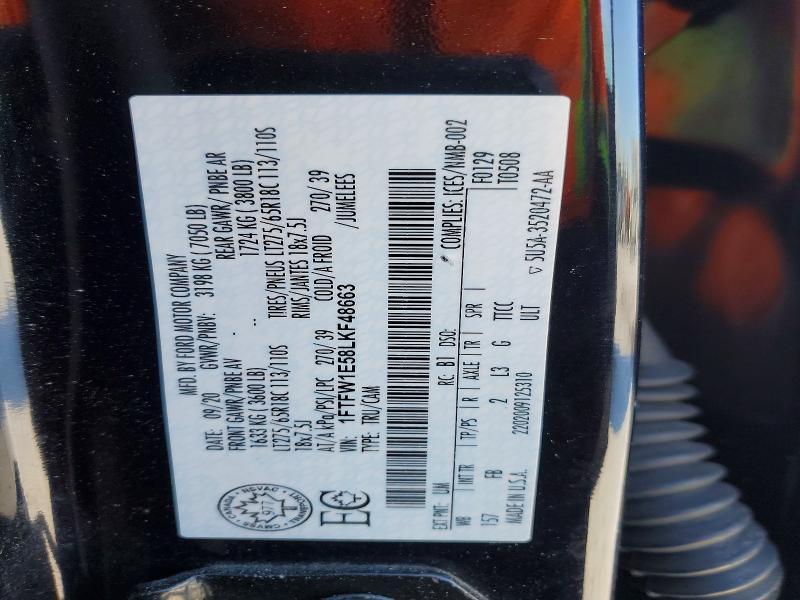 MFD. BY FORD MOTOR COMPANY
DATE: 09/20 GVWR/PNBV: 3198 KG ( 7050 LB)
FRONT GAWR/PNBE AV REAR GAWR/PNBE AR
1633 KG ( 3600 LB) 1724 KG ( 3800 LB)
LT275/65R18C 113/110S TIRES/PNEUS LT275/65R18C 113/110S
18x7.5J RIMS/JANTES 18x7.5J
AT/A kPa/PSI/LPC 270/ 39 COLD/A FROID 270/ 39
VIN: 1FTFW1E58LKF48663 /JUMELEES
TYPE: TRU/CAM
CANADA
977
EC
EXT PNT: UM RC: B1 DSO: * COMPLIES: ICES/NMB-002
WB INT TR TP/PS R AXLE TR SPR F0129
157 FB 2 L3 G TTCC T0508
2202009125310 ULT
MADE IN U.S.A. ▽ 5U5A-3520472-AA